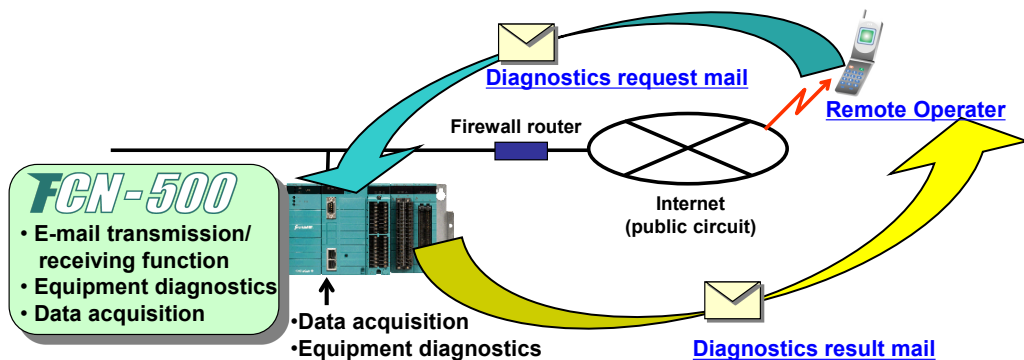 Diagnostics request mail
Remote Operater
Firewall router
Internet
(public circuit)
FCN-500
• E-mail transmission/
receiving function
• Equipment diagnostics
• Data acquisition
•Data acquisition
•Equipment diagnostics
Diagnostics result mail